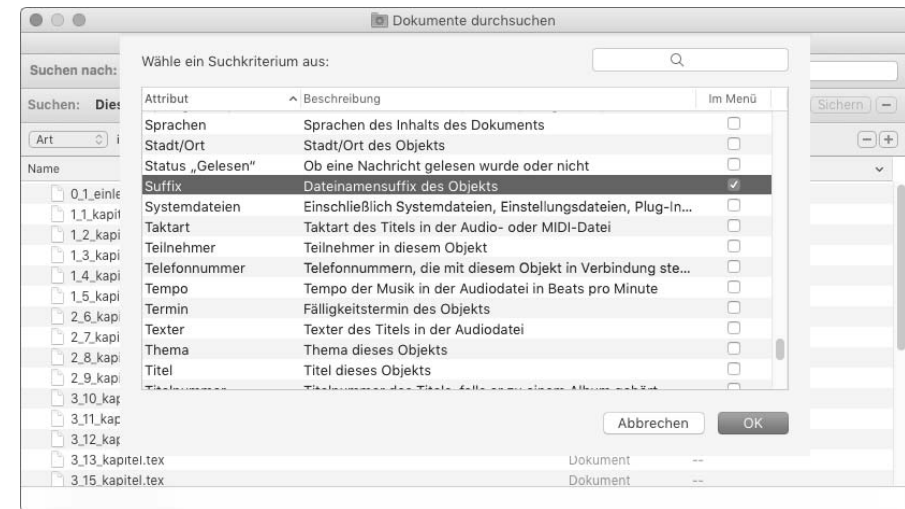 Dokumente durchsuchen
Suchen nach:
Suchen: Dies
Sichern
Art
Name
Wähle ein Suchkriterium aus:
Attribut Beschreibung Im Menü
Sprachen Sprachen des Inhalts des Dokuments
Stadt/Ort Stadt/Ort des Objekts
Status „Gelesen“ Ob eine Nachricht gelesen wurde oder nicht
Suffix Dateinamensuffix des Objekts
Systemdateien Einschließlich Systemdateien, Einstellungsdateien, Plug-In...
Taktart Taktart des Titels in der Audio- oder MIDI-Datei
Teilnehmer Teilnehmer in diesem Objekt
Telefonnummer Telefonnummern, die mit diesem Objekt in Verbindung ste...
Tempo Tempo der Musik in der Audiodatei in Beats pro Minute
Termin Fälligkeitstermin des Objekts
Texter Texter des Titels in der Audiodatei
Thema Thema dieses Objekts
Titel Titel dieses Objekts
Abbrechen OK
0_1_einle
1_1_kapit
1_2_kapi
1_3_kapi
1_4_kapi
1_5_kapi
2_6_kapi
2_7_kapi
2_8_kapi
2_9_kapi
3_10_kap
3_11_kap
3_12_kap
3_13_kapitel.tex Dokument --
3_15_kapitel.tex Dokument --